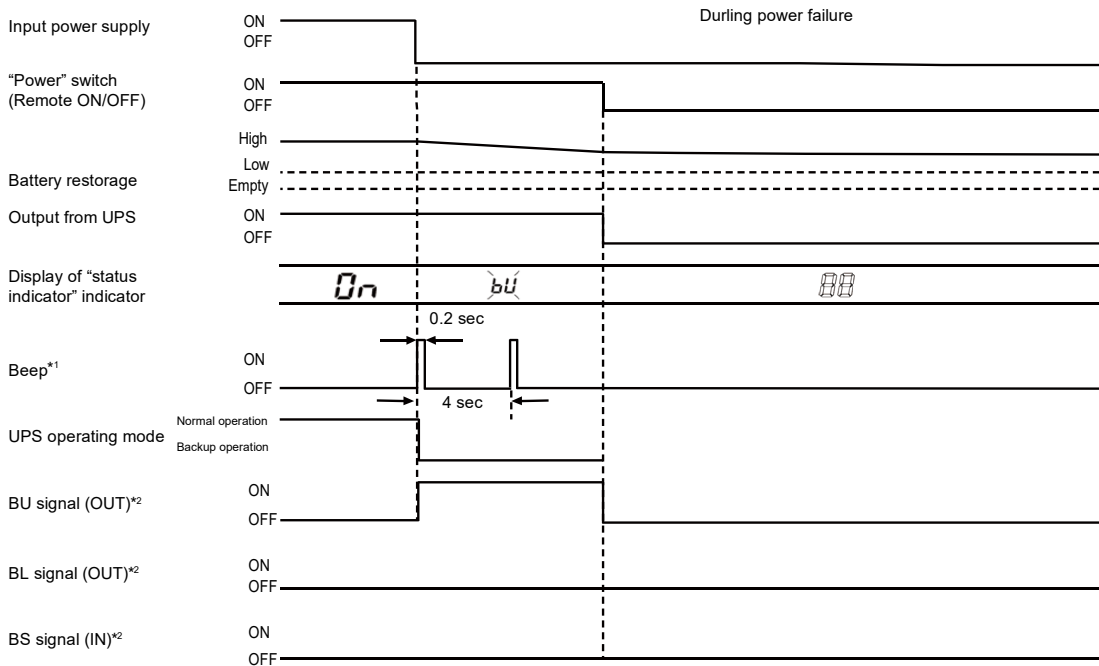 Durling power failure
Input power supply
ON
OFF
“Power” switch
(Remote ON/OFF)
ON
OFF
High
Low
Battery restorage
Empty
Output from UPS
ON
OFF
Display of “status
indicator” indicator
On
bU
88
0.2 sec
Beep*1
ON
OFF
4 sec
UPS operating mode
Normal operation
Backup operation
BU signal (OUT)*2
ON
OFF
BL signal (OUT)*2
ON
OFF
BS signal (IN)*2
ON
OFF